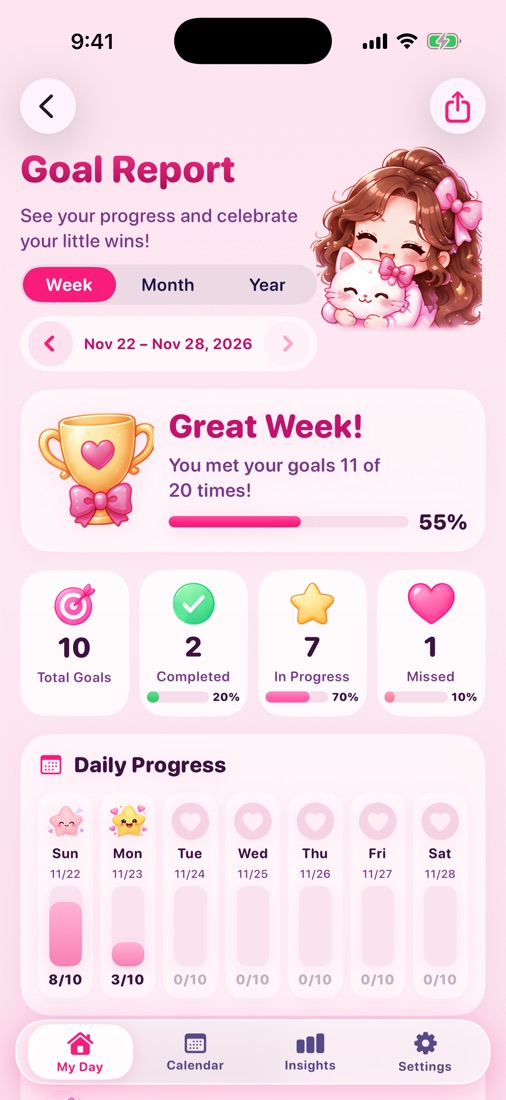 9:41
Goal Report
See your progress and celebrate
your little wins!
Week Month Year
Nov 22 – Nov 28, 2026
Great Week!
You met your goals 11 of
20 times!
55%
10 2 7 1
Total Goals Completed In Progress Missed
20% 70% 10%
Daily Progress
Sun Mon Tue Wed Thu Fri Sat
11/22 11/23 11/24 11/25 11/26 11/27 11/28
8/10 3/10 0/10 0/10 0/10 0/10 0/10
My Day Calendar Insights Settings